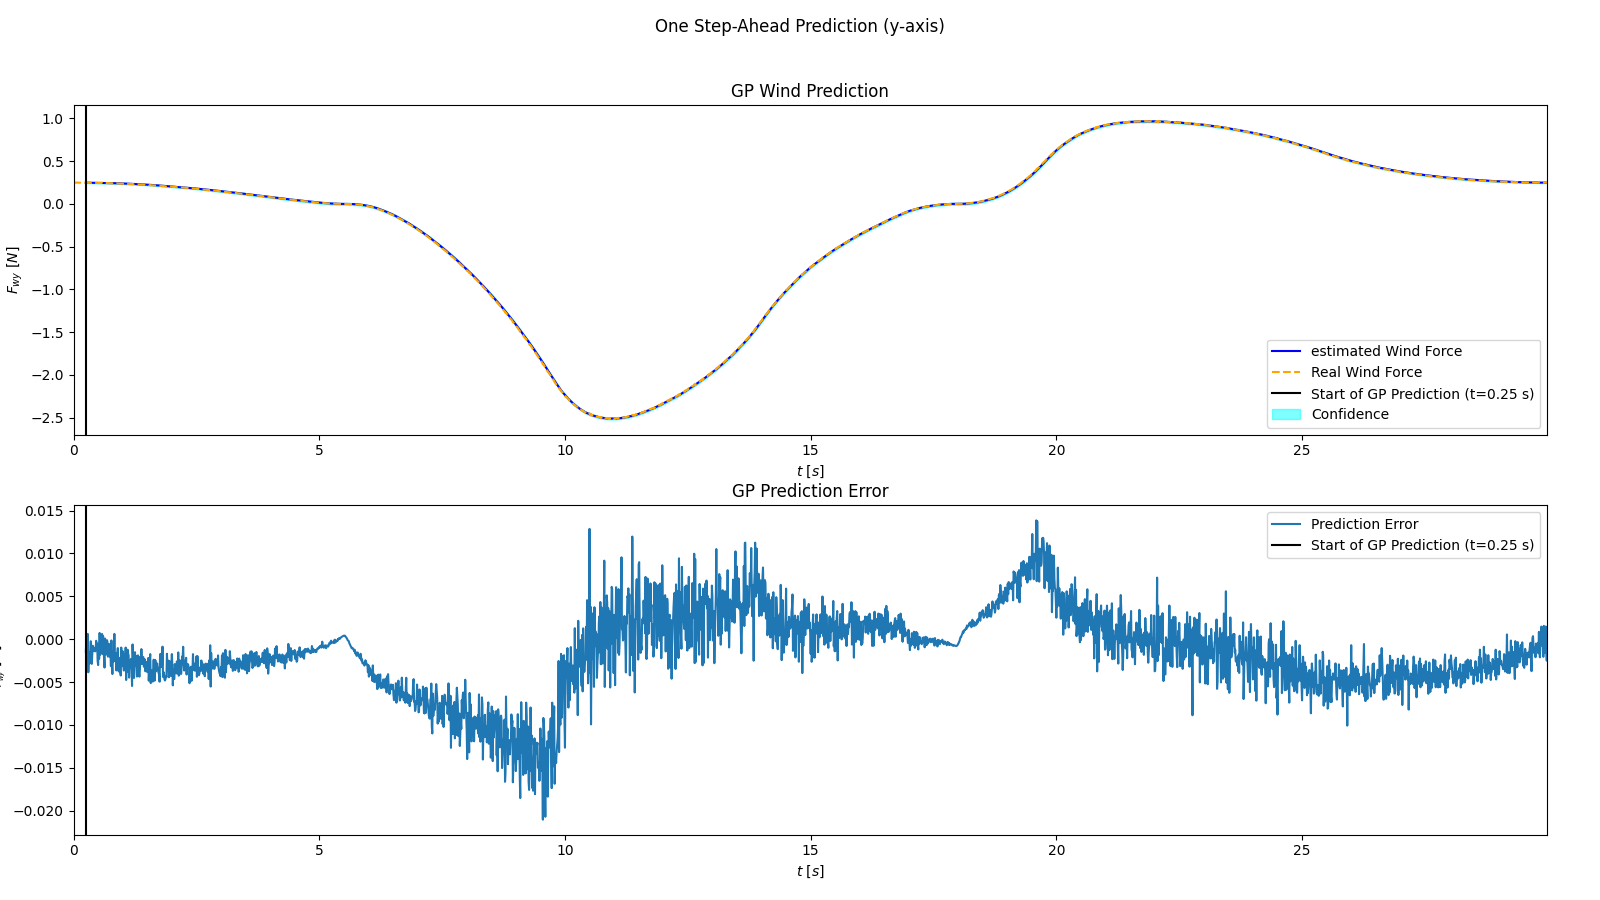 One Step-Ahead Prediction (y-axis)
GP Wind Prediction
1.0
0.5
0.0
−0.5
−1.0
−1.5
−2.0
−2.5
F_wy [N]
estimated Wind Force
Real Wind Force
Start of GP Prediction (t=0.25 s)
Confidence
0 5 10 15 20 25
t [s]
GP Prediction Error
0.015
0.010
0.005
0.000
−0.005
−0.010
−0.015
−0.020
Prediction Error
Start of GP Prediction (t=0.25 s)
0 5 10 15 20 25
t [s]